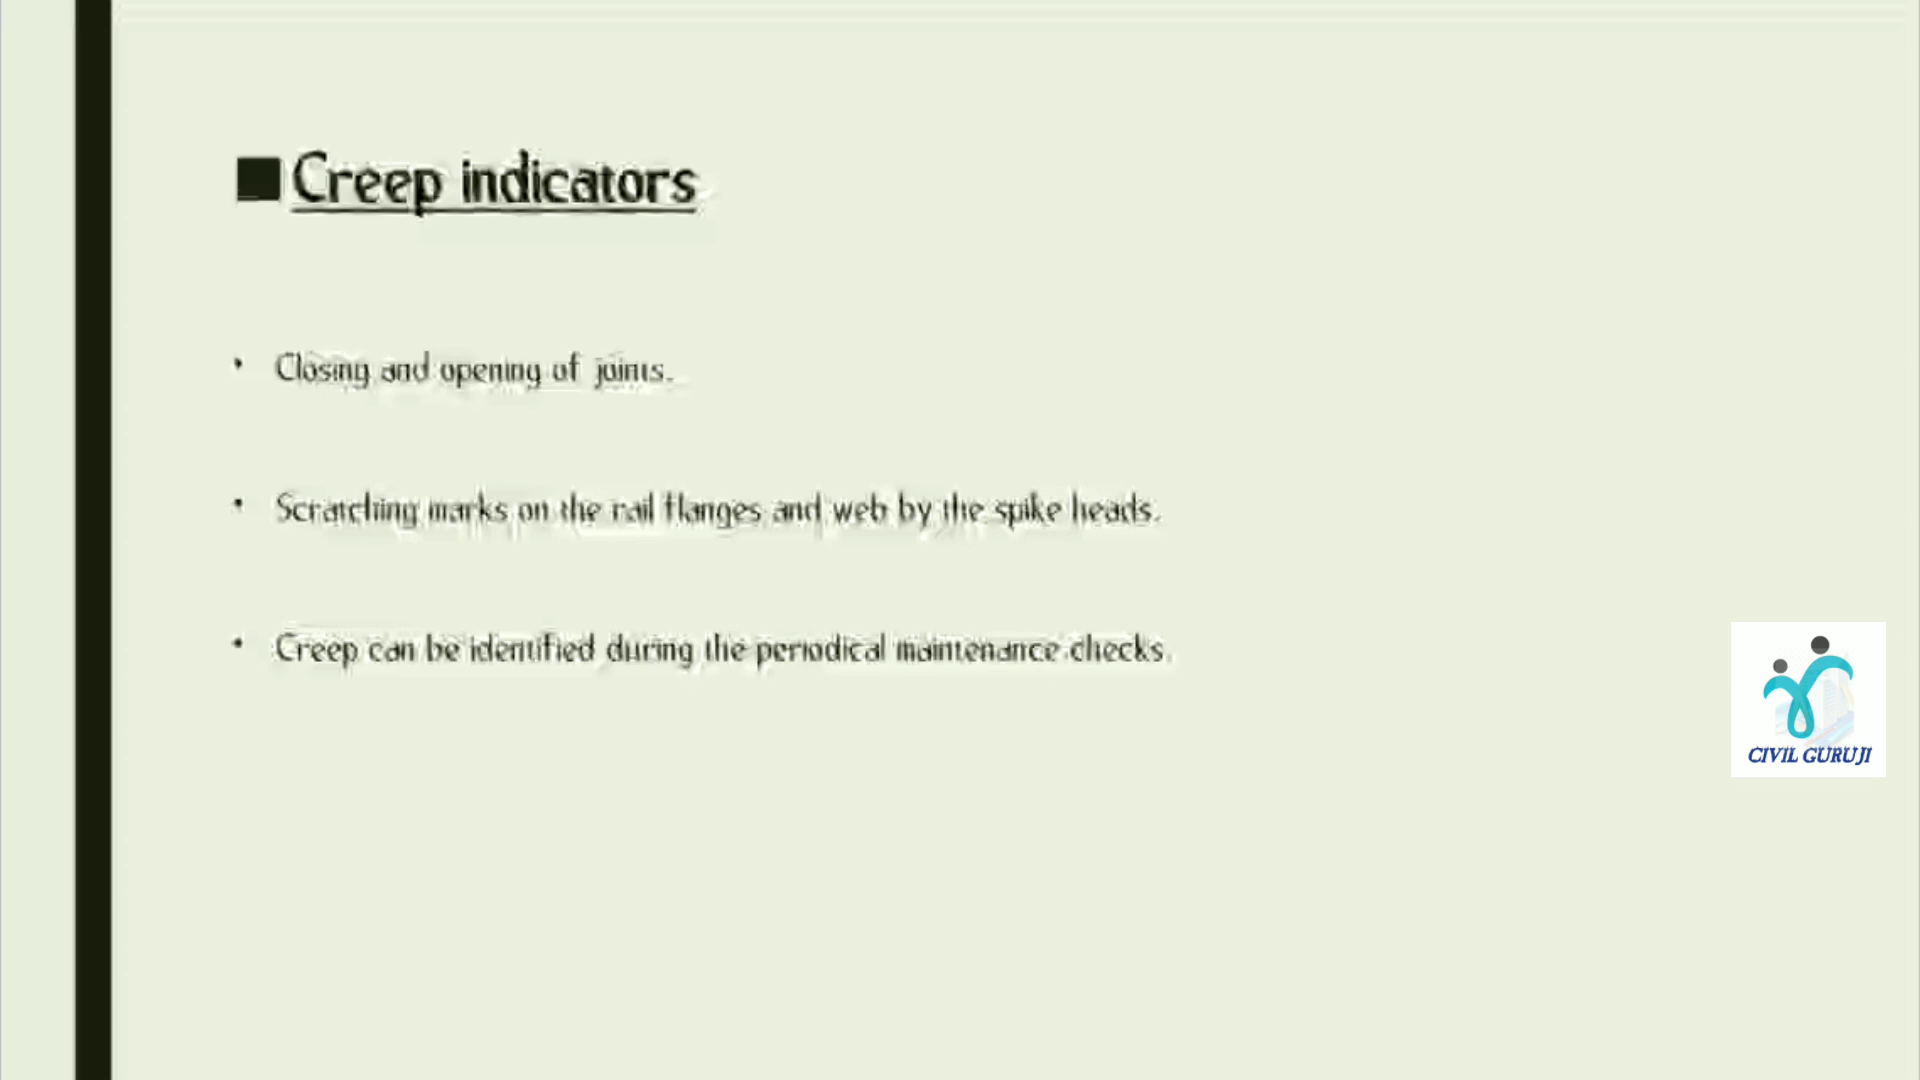 Creep indicators
• Closing and opening of joints.
• Scratching marks on the rail flanges and web by the spike heads.
• Creep can be identified during the periodical maintenance checks.
CIVIL GURUJI